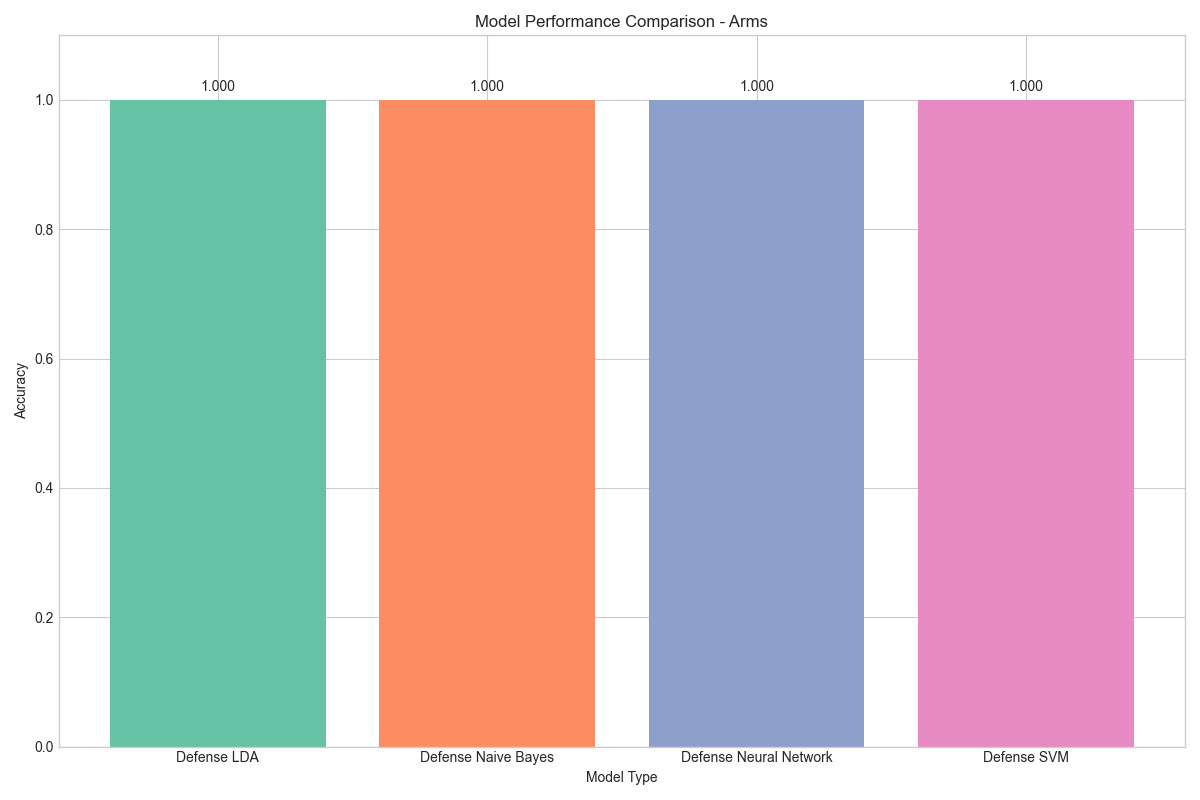 Model Performance Comparison - Arms
1.000 1.000 1.000 1.000
1.0
0.8
0.6
0.4
0.2
0.0
Accuracy
Defense LDA Defense Naive Bayes Defense Neural Network Defense SVM
Model Type